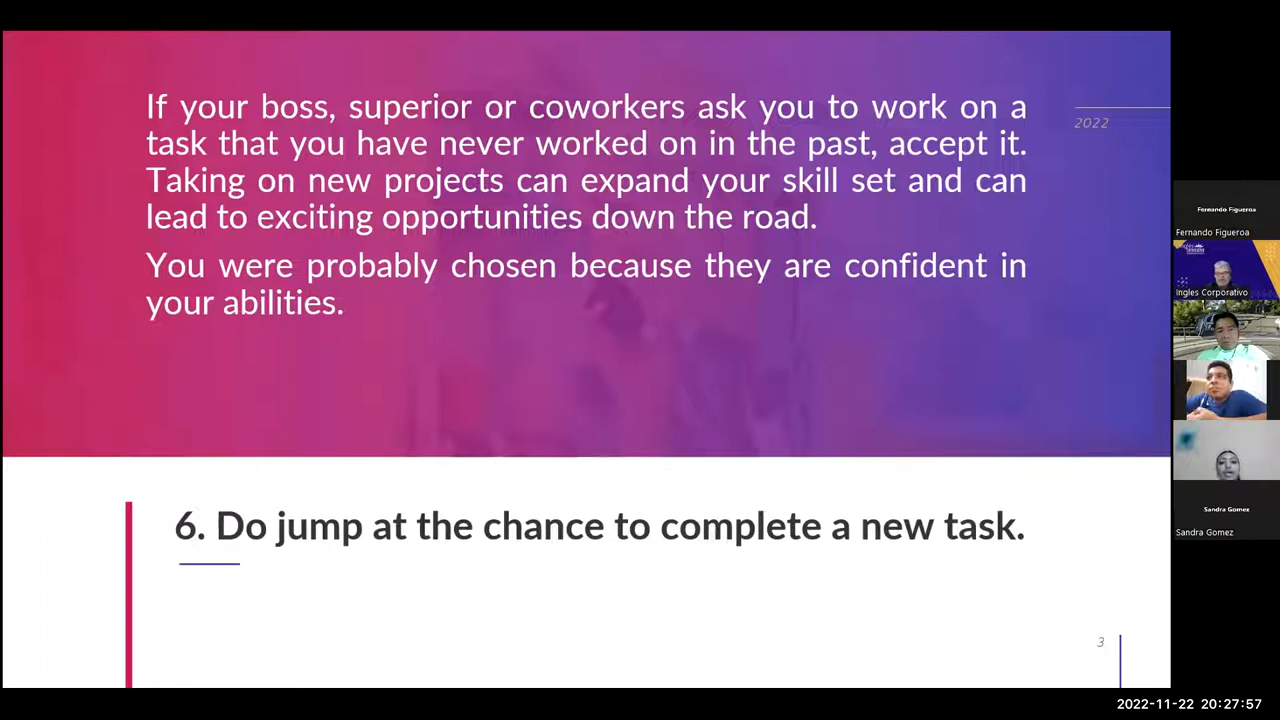 If your boss, superior or coworkers ask you to work on a
task that you have never worked on in the past, accept it.
Taking on new projects can expand your skill set and can
lead to exciting opportunities down the road.
You were probably chosen because they are confident in
your abilities.
2022
6. Do jump at the chance to complete a new task.
3
Fernando Figueroa
Fernando Figueroa
Ingles Corporativo
Sandra Gomez
Sandra Gomez
2022-11-22 20:27:57